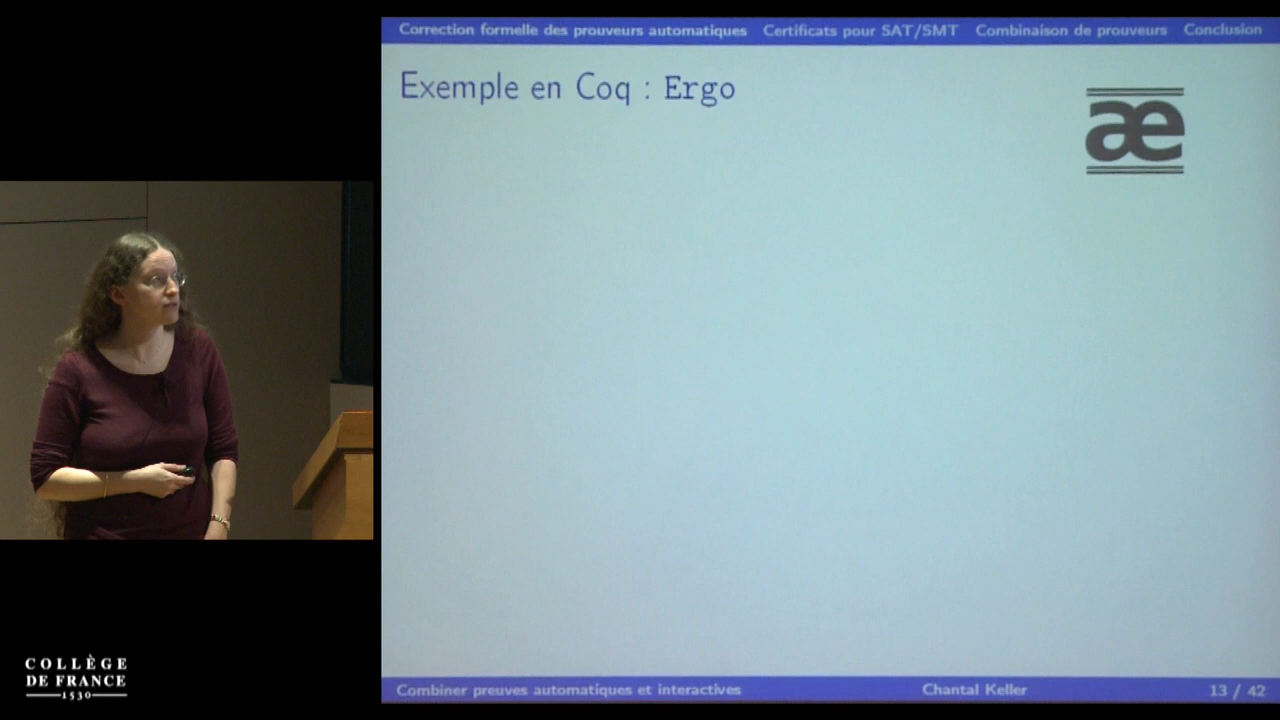 Correction formelle des prouveurs automatiques Certificats pour SAT/SMT Combinaison de prouveurs Conclusion
Exemple en Coq : Ergo
æ
COLLÈGE
DE FRANCE
1530
Combiner preuves automatiques et interactives Chantal Keller 13 / 42